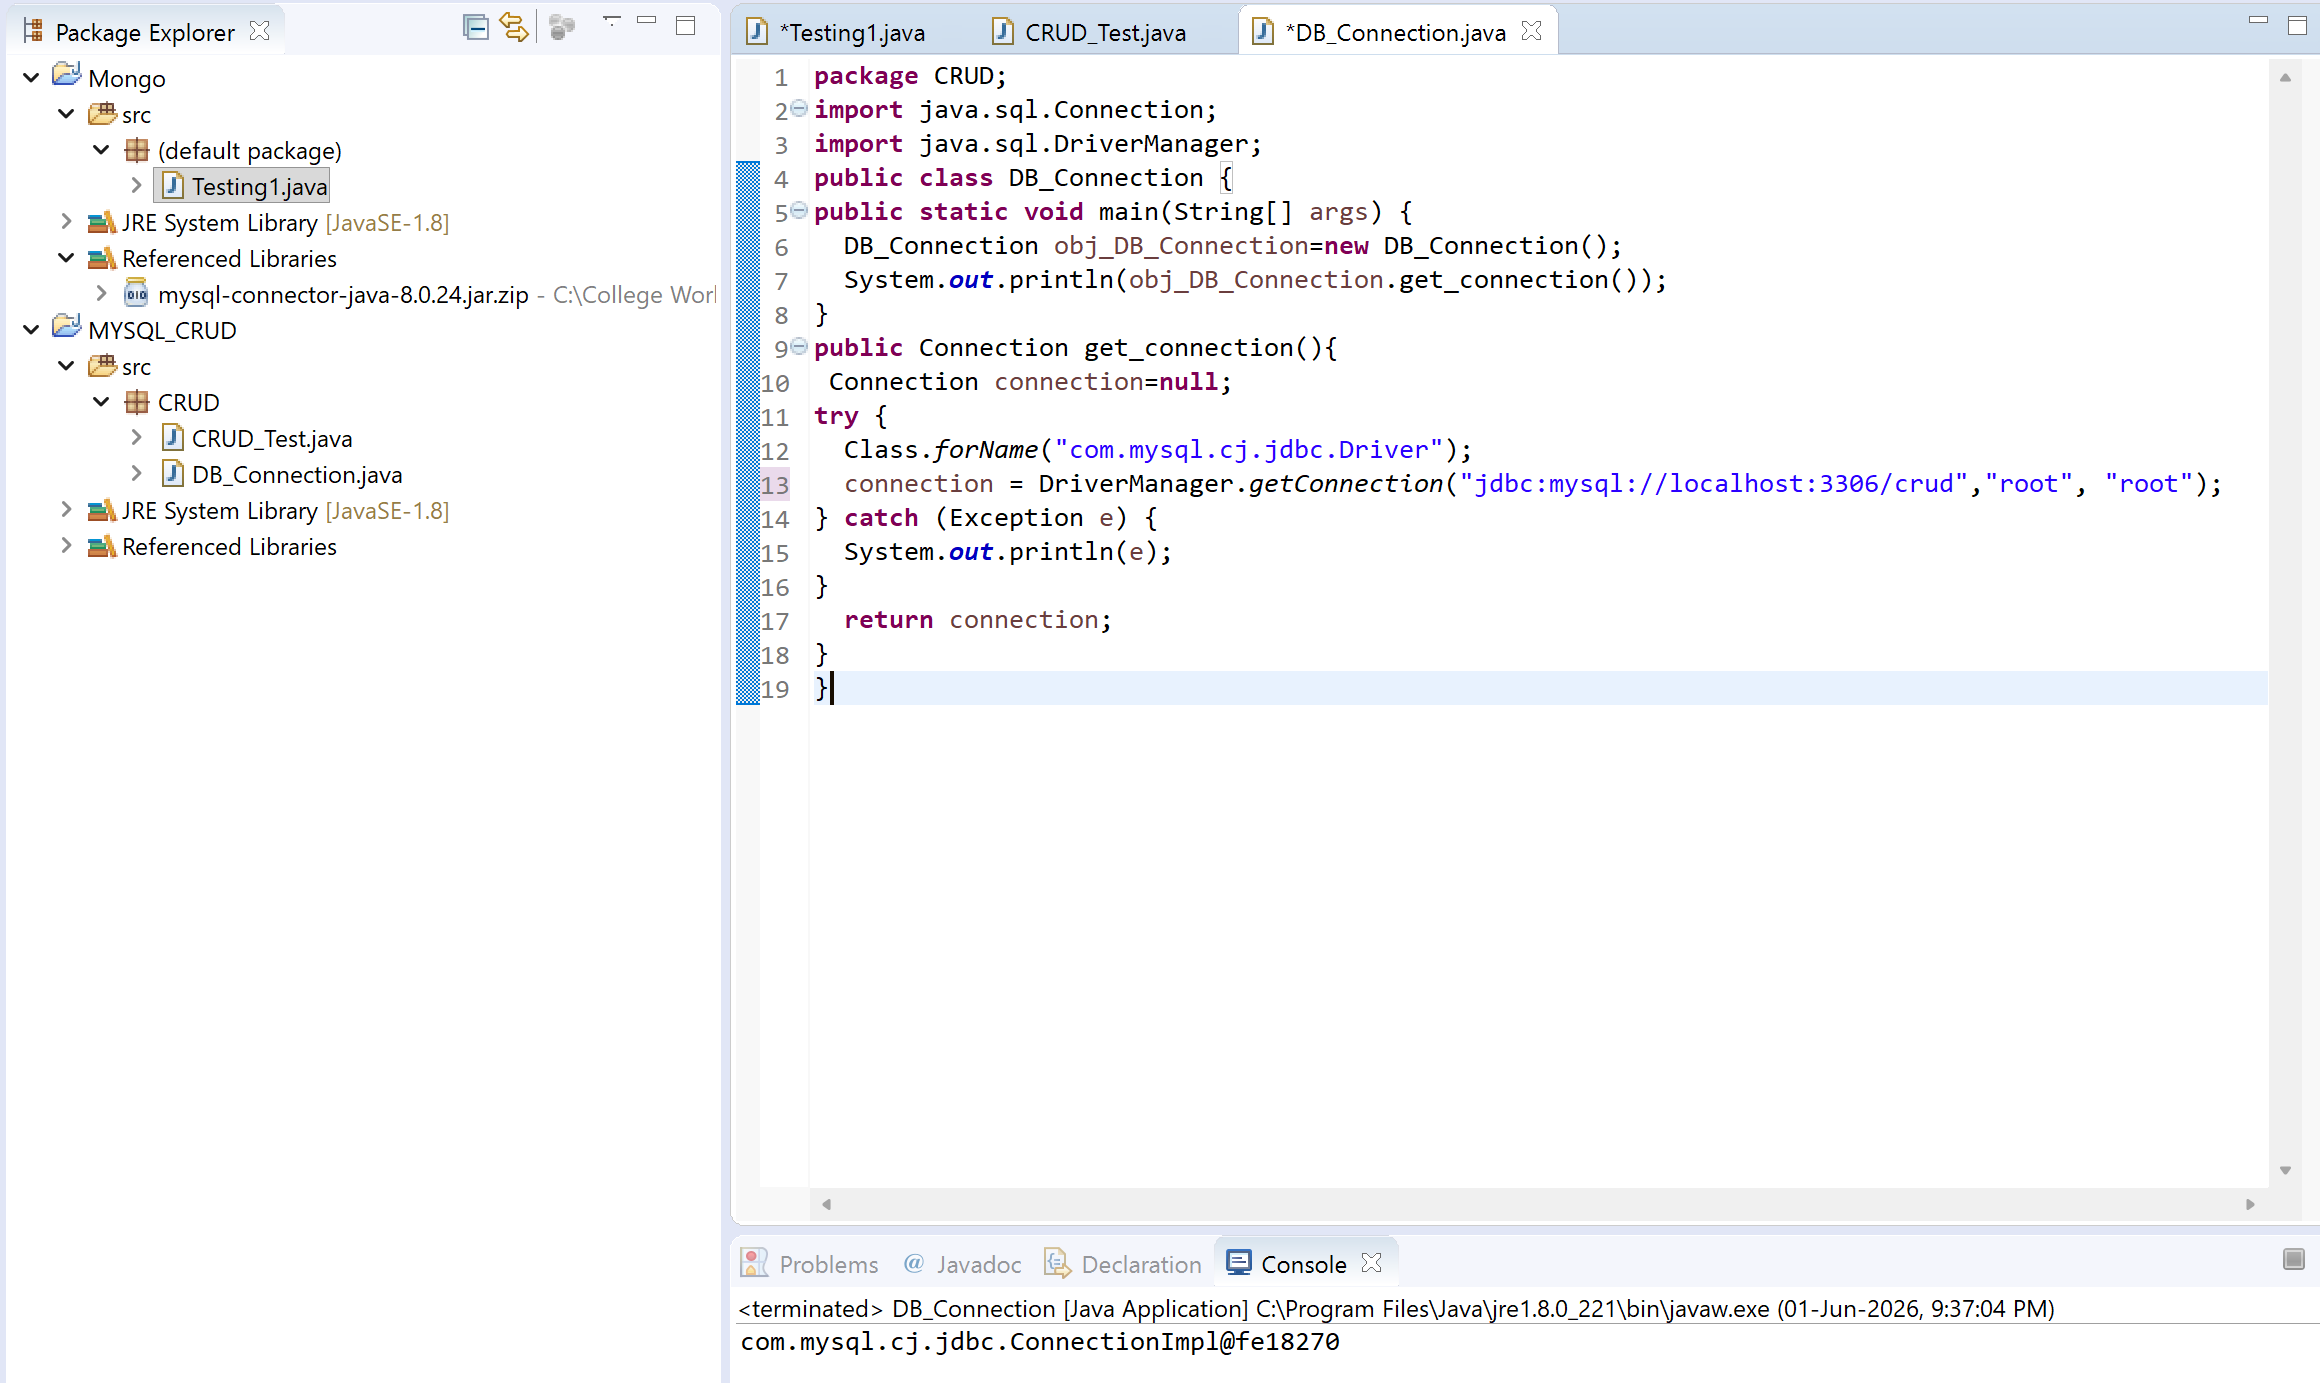 Package Explorer
Mongo
src
(default package)
Testing1.java
JRE System Library [JavaSE-1.8]
Referenced Libraries
mysql-connector-java-8.0.24.jar.zip - C:\College Worl
MYSQL_CRUD
src
CRUD
CRUD_Test.java
DB_Connection.java
JRE System Library [JavaSE-1.8]
Referenced Libraries
*Testing1.java CRUD_Test.java *DB_Connection.java
1 package CRUD;
2 import java.sql.Connection;
3 import java.sql.DriverManager;
4 public class DB_Connection {
5 public static void main(String[] args) {
6   DB_Connection obj_DB_Connection=new DB_Connection();
7   System.out.println(obj_DB_Connection.get_connection());
8 }
9 public Connection get_connection(){
10  Connection connection=null;
11 try {
12   Class.forName("com.mysql.cj.jdbc.Driver");
13   connection = DriverManager.getConnection("jdbc:mysql://localhost:3306/crud","root", "root");
14 } catch (Exception e) {
15   System.out.println(e);
16 }
17   return connection;
18 }
19 }
Problems @ Javadoc Declaration Console
<terminated> DB_Connection [Java Application] C:\Program Files\Java\jre1.8.0_221\bin\javaw.exe (01-Jun-2026, 9:37:04 PM)
com.mysql.cj.jdbc.ConnectionImpl@fe18270